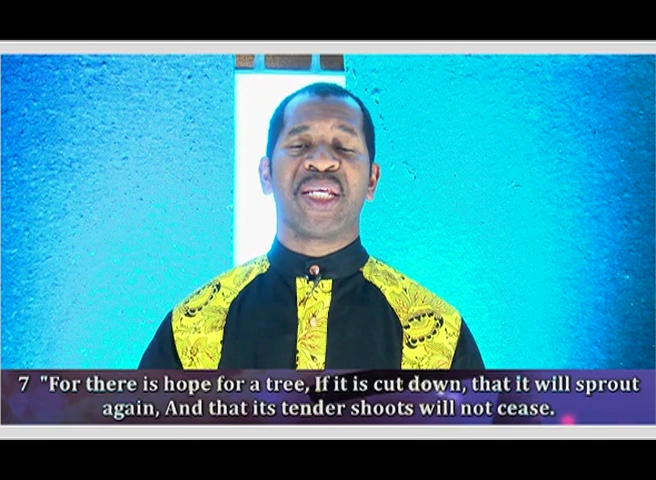 7 "For there is hope for a tree, If it is cut down, that it will sprout
again, And that its tender shoots will not cease.